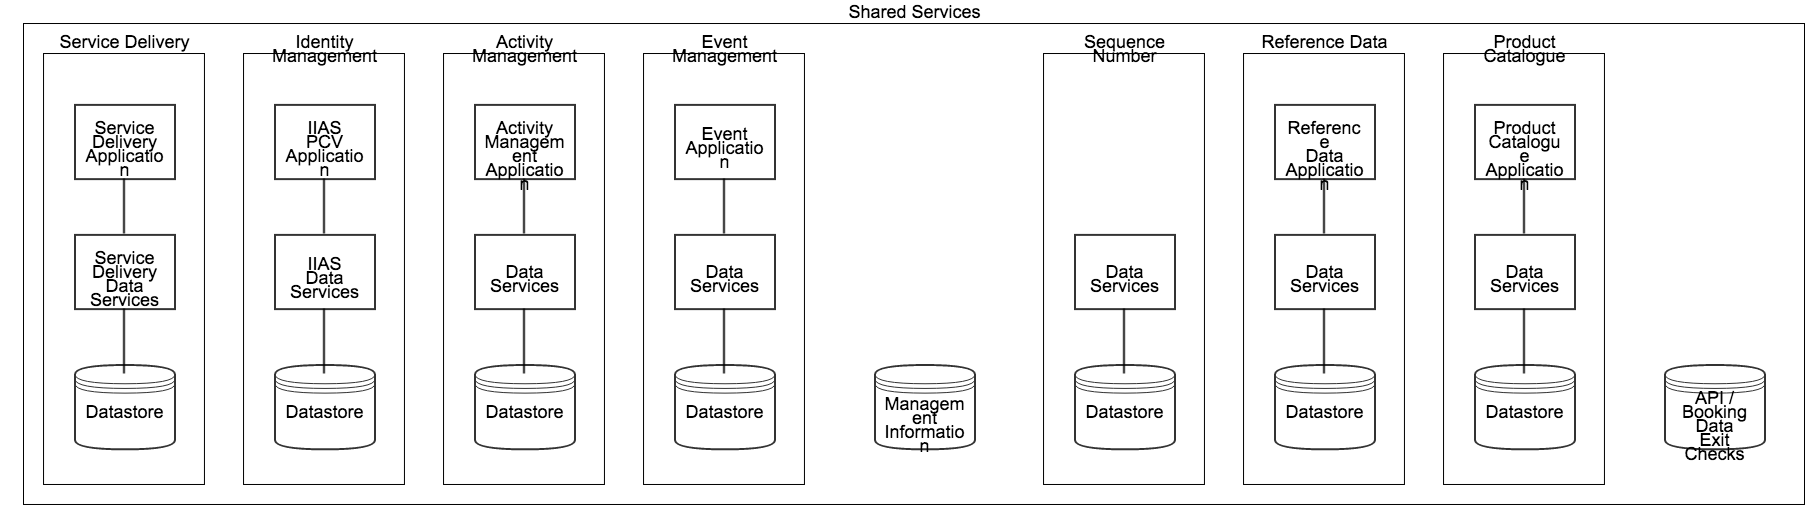 Shared Services
Service Delivery
Identity
Management
Activity
Management
Event
Management
Sequence
Number
Reference Data
Product
Catalogue
Service
Delivery
Applicatio
n
IIAS
PCV
Applicatio
n
Activity
Managem
ent
Applicatio
n
Event
Applicatio
n
Referenc
e
Data
Applicatio
n
Product
Catalogu
e
Applicatio
n
Service
Delivery
Data
Services
IIAS
Data
Services
Data
Services
Data
Services
Data
Services
Data
Services
Data
Services
Datastore
Datastore
Datastore
Datastore
Managem
ent
Informatio
n
Datastore
Datastore
Datastore
API /
Booking
Data
Exit
Checks